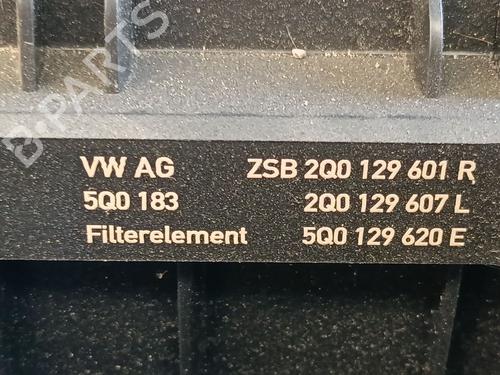 B-PARTS
VW AG ZSB 2Q0 129 601 R
5Q0 183 2Q0 129 607 L
Filterelement 5Q0 129 620 E